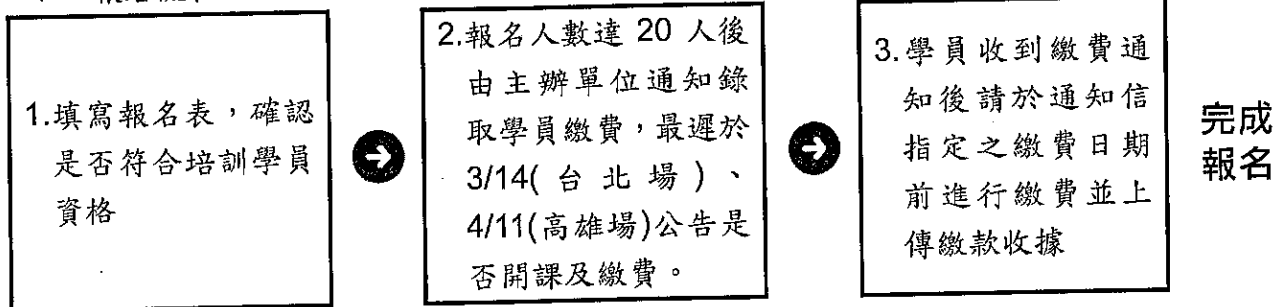 1.填寫報名表，確認
是否符合培訓學員
資格
2.報名人數達 20 人後
由主辦單位通知錄
取學員繳費，最遲於
3/14(台北場)、
4/11(高雄場)公告是
否開課及繳費。
3.學員收到繳費通
知後請於通知信
指定之繳費日期
前進行繳費並上
傳繳款收據
完成
報名